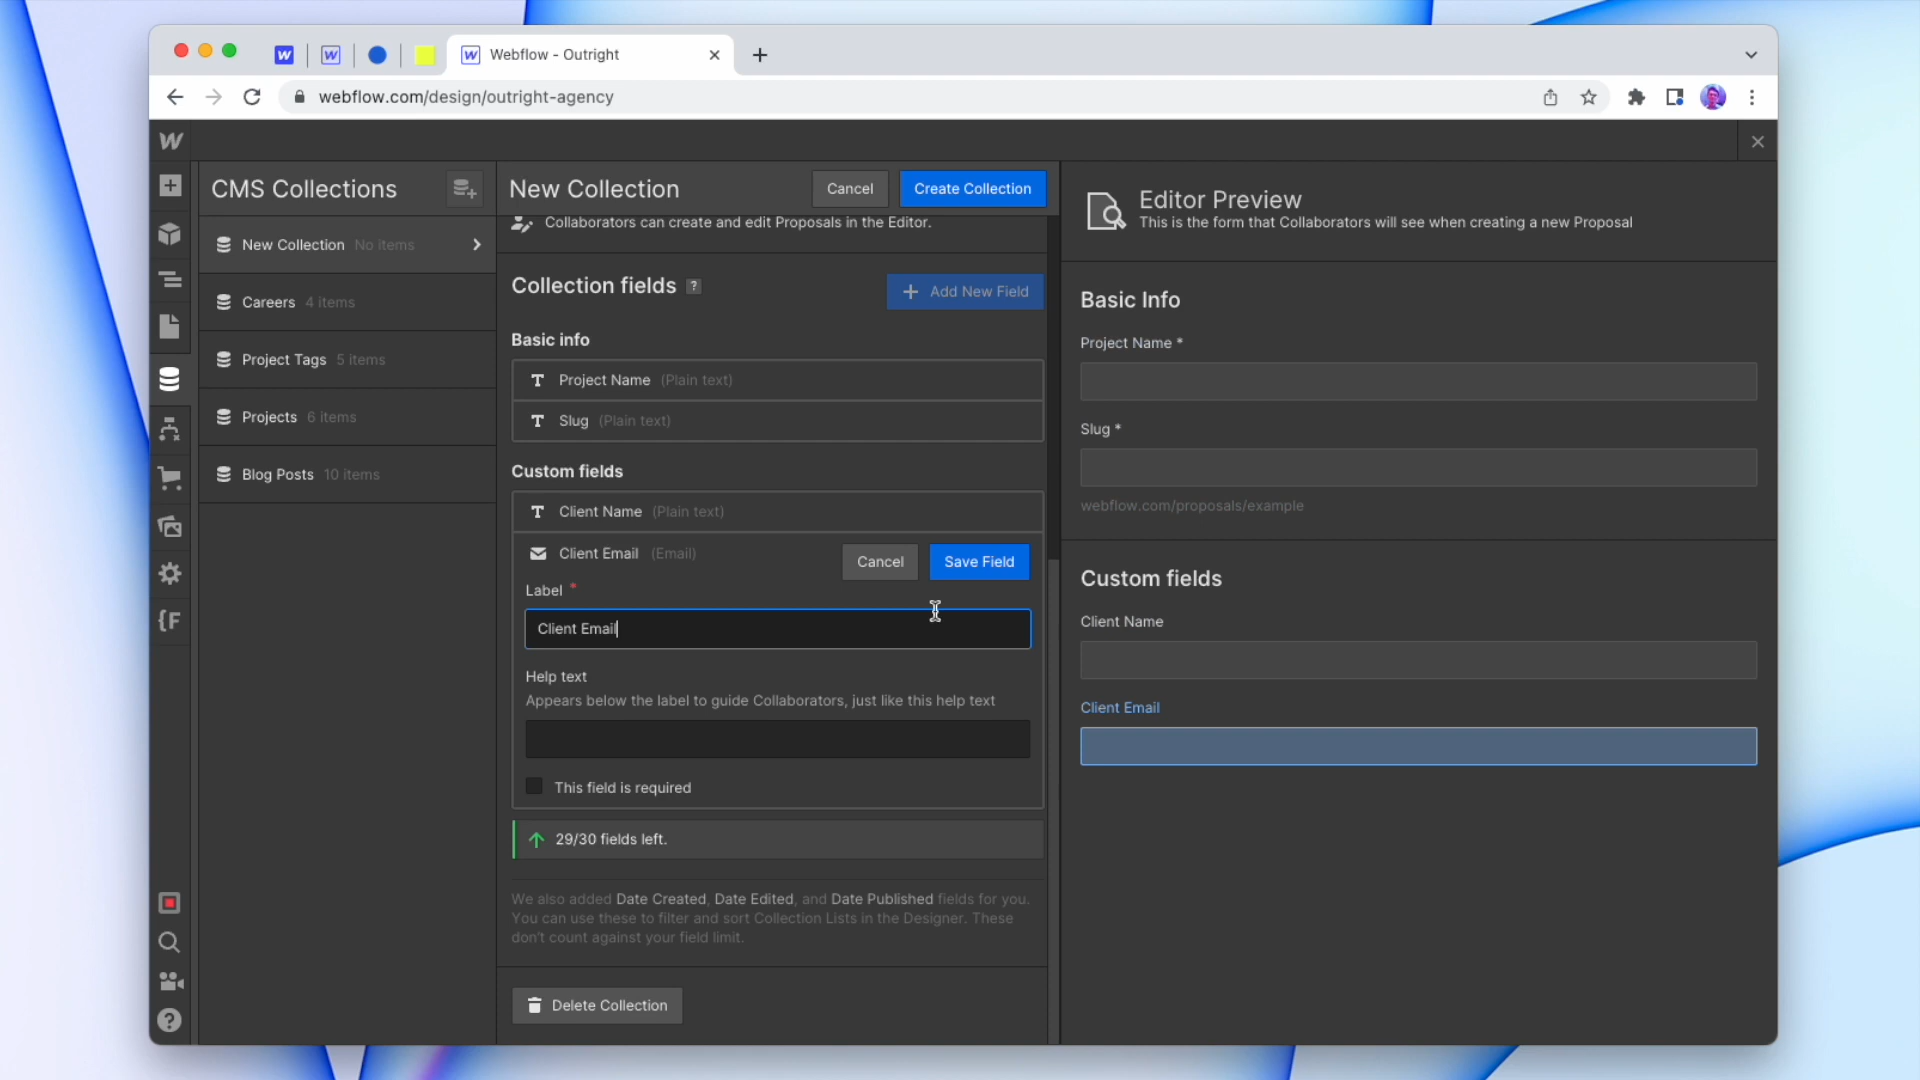 Webflow - Outright
webflow.com/design/outright-agency
CMS Collections
New Collection No items
Careers 4 items
Project Tags 5 items
Projects 6 items
Blog Posts 10 items
New Collection
Cancel
Create Collection
Collaborators can create and edit Proposals in the Editor.
Collection fields ?
Add New Field
Basic info
Project Name (Plain text)
Slug (Plain text)
Custom fields
Client Name (Plain text)
Client Email (Email)
Cancel
Save Field
Label *
Client Email
Help text
Appears below the label to guide Collaborators, just like this help text
This field is required
29/30 fields left.
We also added Date Created, Date Edited, and Date Published fields for you.
You can use these to filter and sort Collection Lists in the Designer. These
don't count against your field limit.
Delete Collection
Editor Preview
This is the form that Collaborators will see when creating a new Proposal
Basic Info
Project Name *
Slug *
webflow.com/proposals/example
Custom fields
Client Name
Client Email